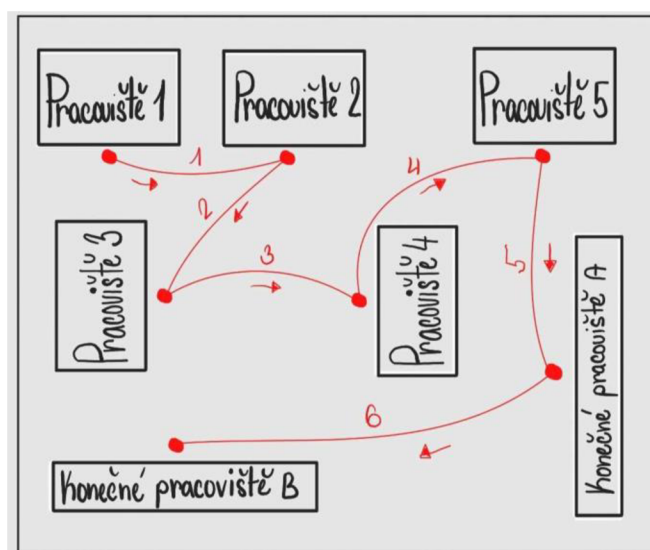 Pracoviště 1
Pracoviště 2
Pracoviště 5
1
4
2
3
Pracoviště 3
Pracoviště 4
5
Konečné pracoviště A
6
Konečné pracoviště B